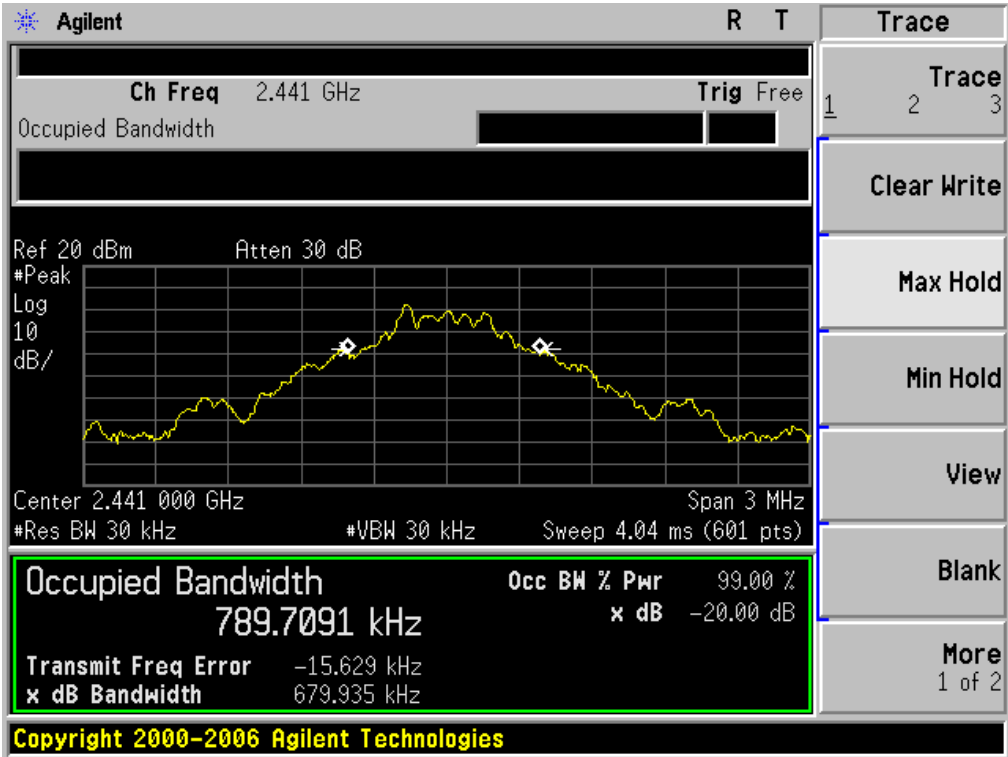 Agilent R T Trace
Ch Freq 2.441 GHz Trig Free
Occupied Bandwidth
Trace
1 2 3
Clear Write
Max Hold
Min Hold
View
Blank
More
1 of 2
Ref 20 dBm Atten 30 dB
#Peak
Log
10
dB/
Center 2.441 000 GHz Span 3 MHz
#Res BW 30 kHz #VBW 30 kHz Sweep 4.04 ms (601 pts)
Occupied Bandwidth Occ BW % Pwr 99.00 %
789.7091 kHz x dB -20.00 dB
Transmit Freq Error -15.629 kHz
x dB Bandwidth 679.935 kHz
Copyright 2000-2006 Agilent Technologies